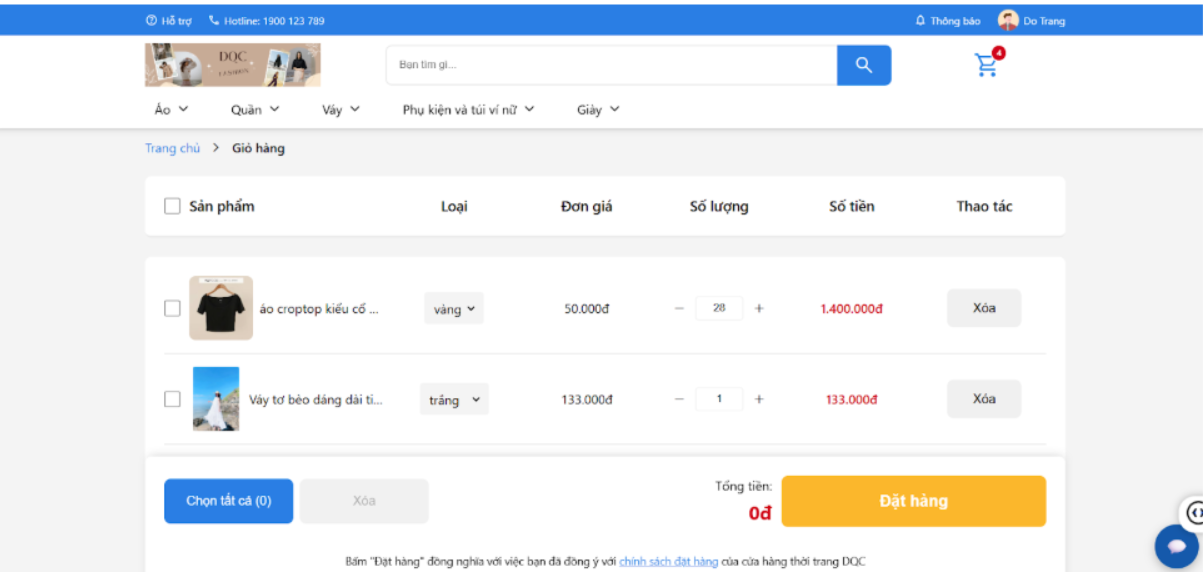 Hỗ trợ Hotline: 1900 123 789 Thông báo Do Trang
DQC
FASHION
Bạn tìm gì.... 4
Áo Quần Váy Phụ kiện và túi ví nữ Giày
Trang chủ > Giỏ hàng
Sản phẩm Loại Đơn giá Số lượng Số tiền Thao tác
áo croptop kiểu cổ ... vàng 50.000đ − 28 + 1.400.000đ Xóa
Váy tơ bèo dáng dài ti... trắng 133.000đ − 1 + 133.000đ Xóa
Chọn tất cả (0) Xóa Tổng tiền: Đặt hàng
0đ
Bấm "Đặt hàng" đồng nghĩa với việc bạn đã đồng ý với chính sách đặt hàng của cửa hàng thời trang DQC